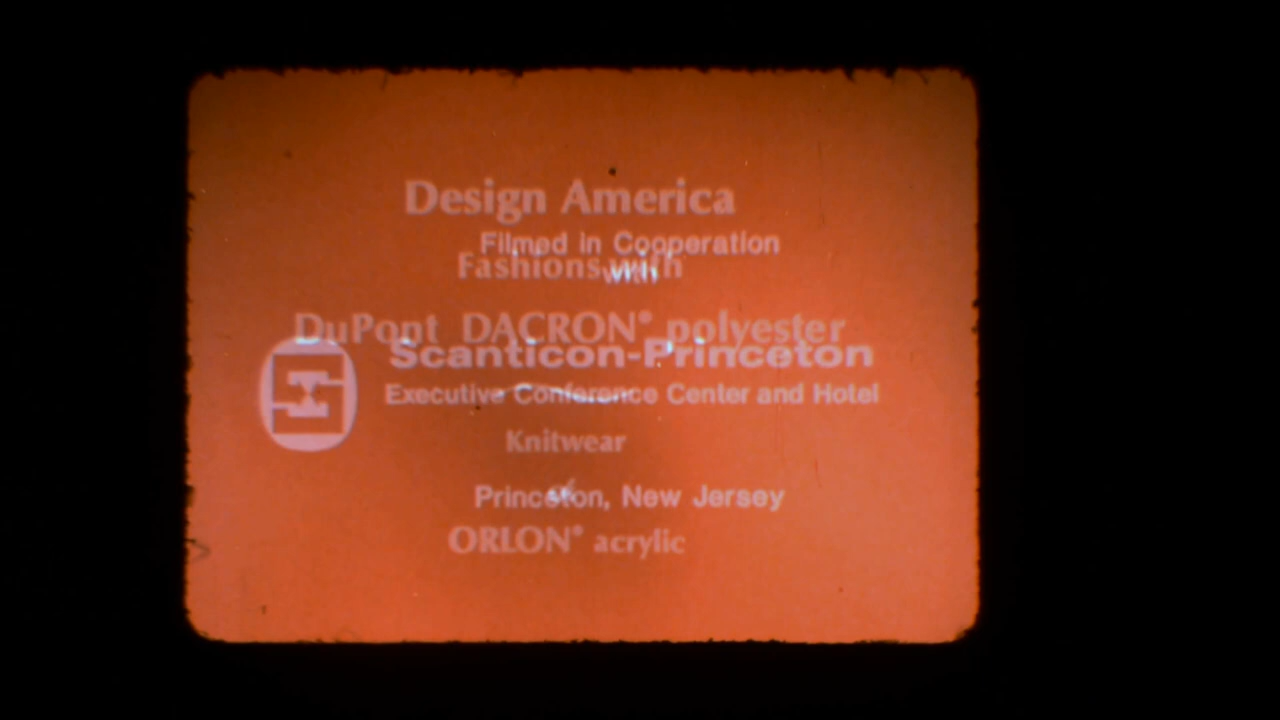 Design America
Filmed in Cooperation
Fashions with
with
DuPont DACRON® polyester
Scanticon-Princeton
Executive Conference Center and Hotel
Knitwear
Princeton, New Jersey
of
ORLON® acrylic